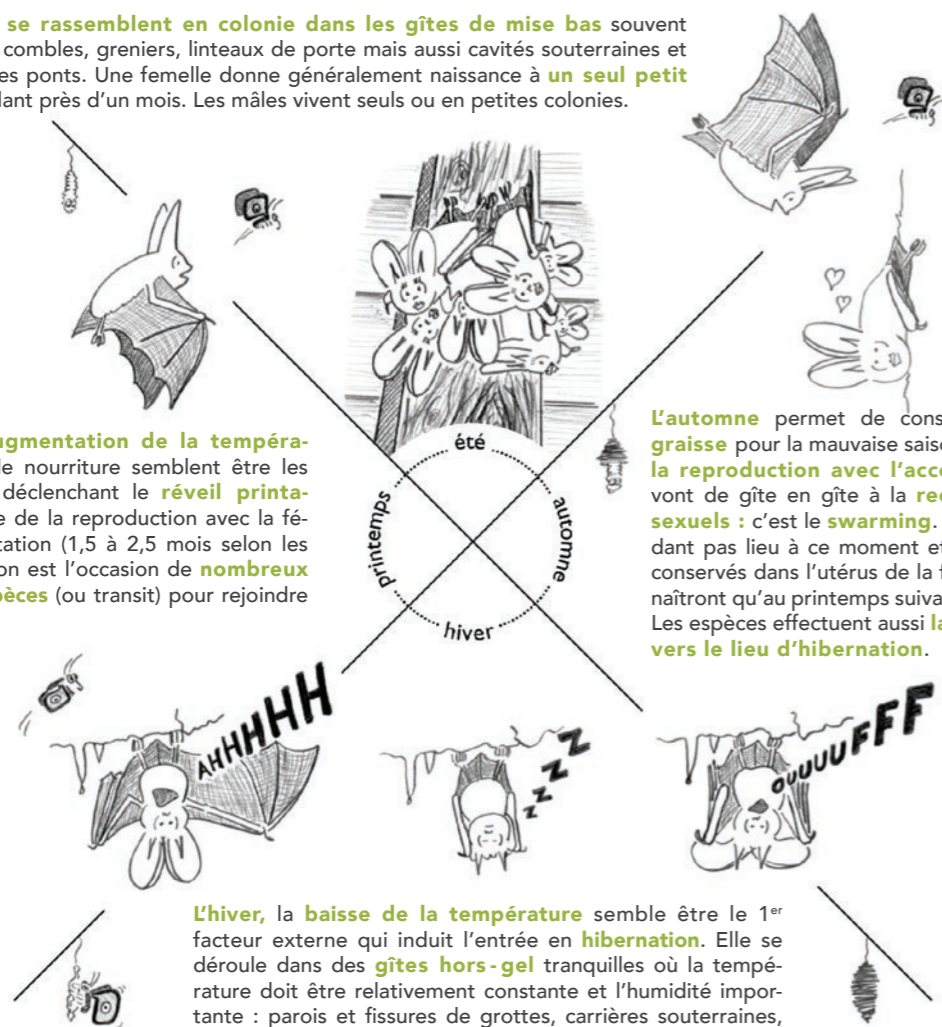 se rassemblent en colonie dans les gîtes de mise bas souvent
combles, greniers, linteaux de porte mais aussi cavités souterraines et
es ponts. Une femelle donne généralement naissance à un seul petit
dant près d'un mois. Les mâles vivent seuls ou en petites colonies.
ugmentation de la tempéra-
de nourriture semblent être les
déclenchant le réveil printa-
e de la reproduction avec la fé-
tation (1,5 à 2,5 mois selon les
on est l'occasion de nombreux
pèces (ou transit) pour rejoindre
été
printemps
automne
hiver
L'automne permet de cons
graisse pour la mauvaise saise
la reproduction avec l'acc
vont de gîte en gîte à la re
sexuels : c'est le swarming.
dant pas lieu à ce moment et
conservés dans l'utérus de la f
naîtront qu'au printemps suiva
Les espèces effectuent aussi la
vers le lieu d'hibernation.
AHHHHHH
zzzzz
OUUUUFFF
L'hiver, la baisse de la température semble être le 1er
facteur externe qui induit l'entrée en hibernation. Elle se
déroule dans des gîtes hors-gel tranquilles où la tempé-
rature doit être relativement constante et l'humidité impor-
tante : parois et fissures de grottes, carrières souterraines,